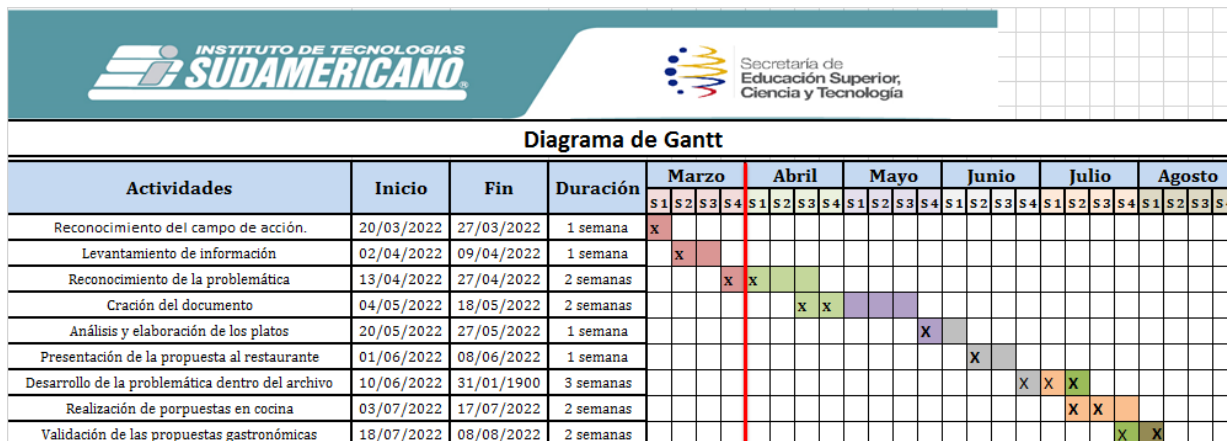 INSTITUTO DE TECNOLOGIAS
SUDAMERICANO®
Secretaría de
Educación Superior,
Ciencia y Tecnología
Diagrama de Gantt
Actividades Inicio Fin Duración Marzo Abril Mayo Junio Julio Agosto
S1 S2 S3 S4 S1 S2 S3 S4 S1 S2 S3 S4 S1 S2 S3 S4 S1 S2 S3 S4 S1 S2 S3 S4
Reconocimiento del campo de acción. 20/03/2022 27/03/2022 1 semana x
Levantamiento de información 02/04/2022 09/04/2022 1 semana x
Reconocimiento de la problemática 13/04/2022 27/04/2022 2 semanas x x
Cración del documento 04/05/2022 18/05/2022 2 semanas x x
Análisis y elaboración de los platos 20/05/2022 27/05/2022 1 semana x
Presentación de la propuesta al restaurante 01/06/2022 08/06/2022 1 semana x
Desarrollo de la problemática dentro del archivo 10/06/2022 31/01/1900 3 semanas X X X
Realización de porpuestas en cocina 03/07/2022 17/07/2022 2 semanas X X
Validación de las propuestas gastronómicas 18/07/2022 08/08/2022 2 semanas X x